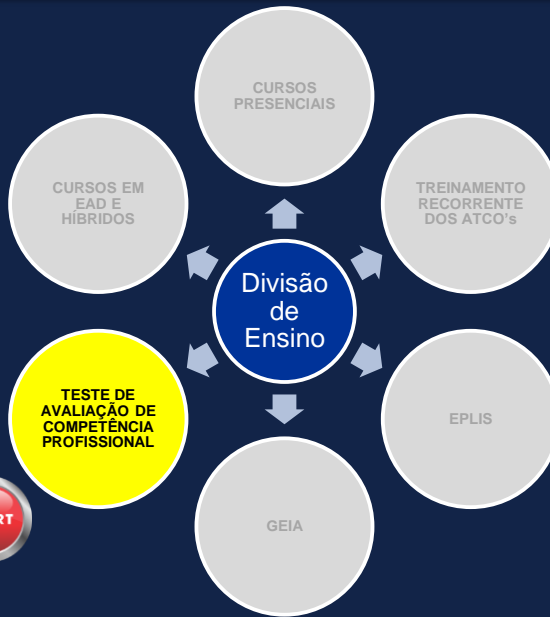 CURSOS
PRESENCIAIS
CURSOS EM
EAD E
HÍBRIDOS
TREINAMENTO
RECORRENTE
DOS ATCO's
Divisão
de
Ensino
TESTE DE
AVALIAÇÃO DE
COMPETÊNCIA
PROFISSIONAL
EPLIS
GEIA